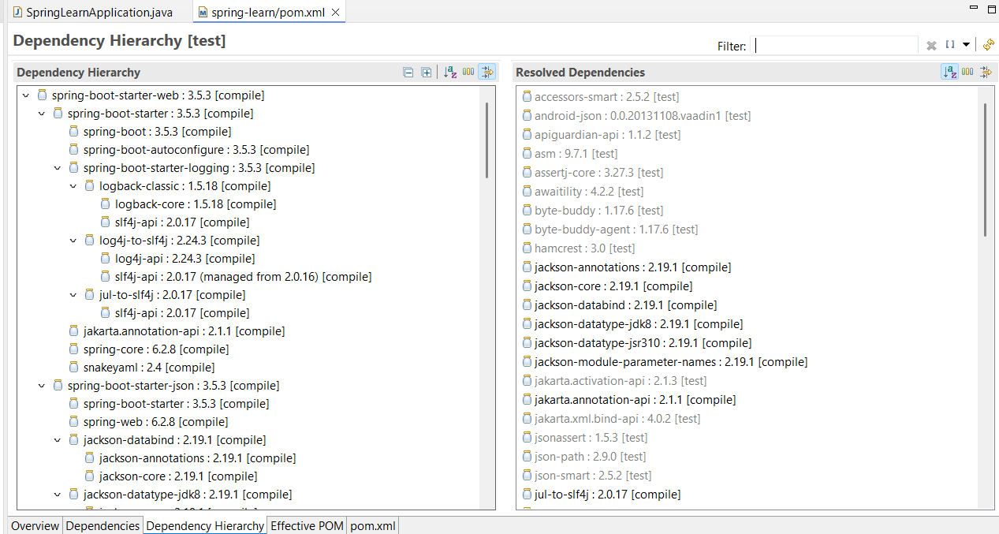 SpringLearnApplication.java
spring-learn/pom.xml
Dependency Hierarchy [test]
Filter:
Dependency Hierarchy
spring-boot-starter-web : 3.5.3 [compile]
spring-boot-starter : 3.5.3 [compile]
spring-boot : 3.5.3 [compile]
spring-boot-autoconfigure : 3.5.3 [compile]
spring-boot-starter-logging : 3.5.3 [compile]
logback-classic : 1.5.18 [compile]
logback-core : 1.5.18 [compile]
slf4j-api : 2.0.17 [compile]
log4j-to-slf4j : 2.24.3 [compile]
log4j-api : 2.24.3 [compile]
slf4j-api : 2.0.17 (managed from 2.0.16) [compile]
jul-to-slf4j : 2.0.17 [compile]
slf4j-api : 2.0.17 [compile]
jakarta.annotation-api : 2.1.1 [compile]
spring-core : 6.2.8 [compile]
snakeyaml : 2.4 [compile]
spring-boot-starter-json : 3.5.3 [compile]
spring-boot-starter : 3.5.3 [compile]
spring-web : 6.2.8 [compile]
jackson-databind : 2.19.1 [compile]
jackson-annotations : 2.19.1 [compile]
jackson-core : 2.19.1 [compile]
jackson-datatype-jdk8 : 2.19.1 [compile]
Resolved Dependencies
accessors-smart : 2.5.2 [test]
android-json : 0.0.20131108.vaadin1 [test]
apiguardian-api : 1.1.2 [test]
asm : 9.7.1 [test]
assertj-core : 3.27.3 [test]
awaitility : 4.2.2 [test]
byte-buddy : 1.17.6 [test]
byte-buddy-agent : 1.17.6 [test]
hamcrest : 3.0 [test]
jackson-annotations : 2.19.1 [compile]
jackson-core : 2.19.1 [compile]
jackson-databind : 2.19.1 [compile]
jackson-datatype-jdk8 : 2.19.1 [compile]
jackson-datatype-jsr310 : 2.19.1 [compile]
jackson-module-parameter-names : 2.19.1 [compile]
jakarta.activation-api : 2.1.3 [test]
jakarta.annotation-api : 2.1.1 [compile]
jakarta.xml.bind-api : 4.0.2 [test]
jsonassert : 1.5.3 [test]
json-path : 2.9.0 [test]
json-smart : 2.5.2 [test]
jul-to-slf4j : 2.0.17 [compile]
Overview
Dependencies
Dependency Hierarchy
Effective POM
pom.xml